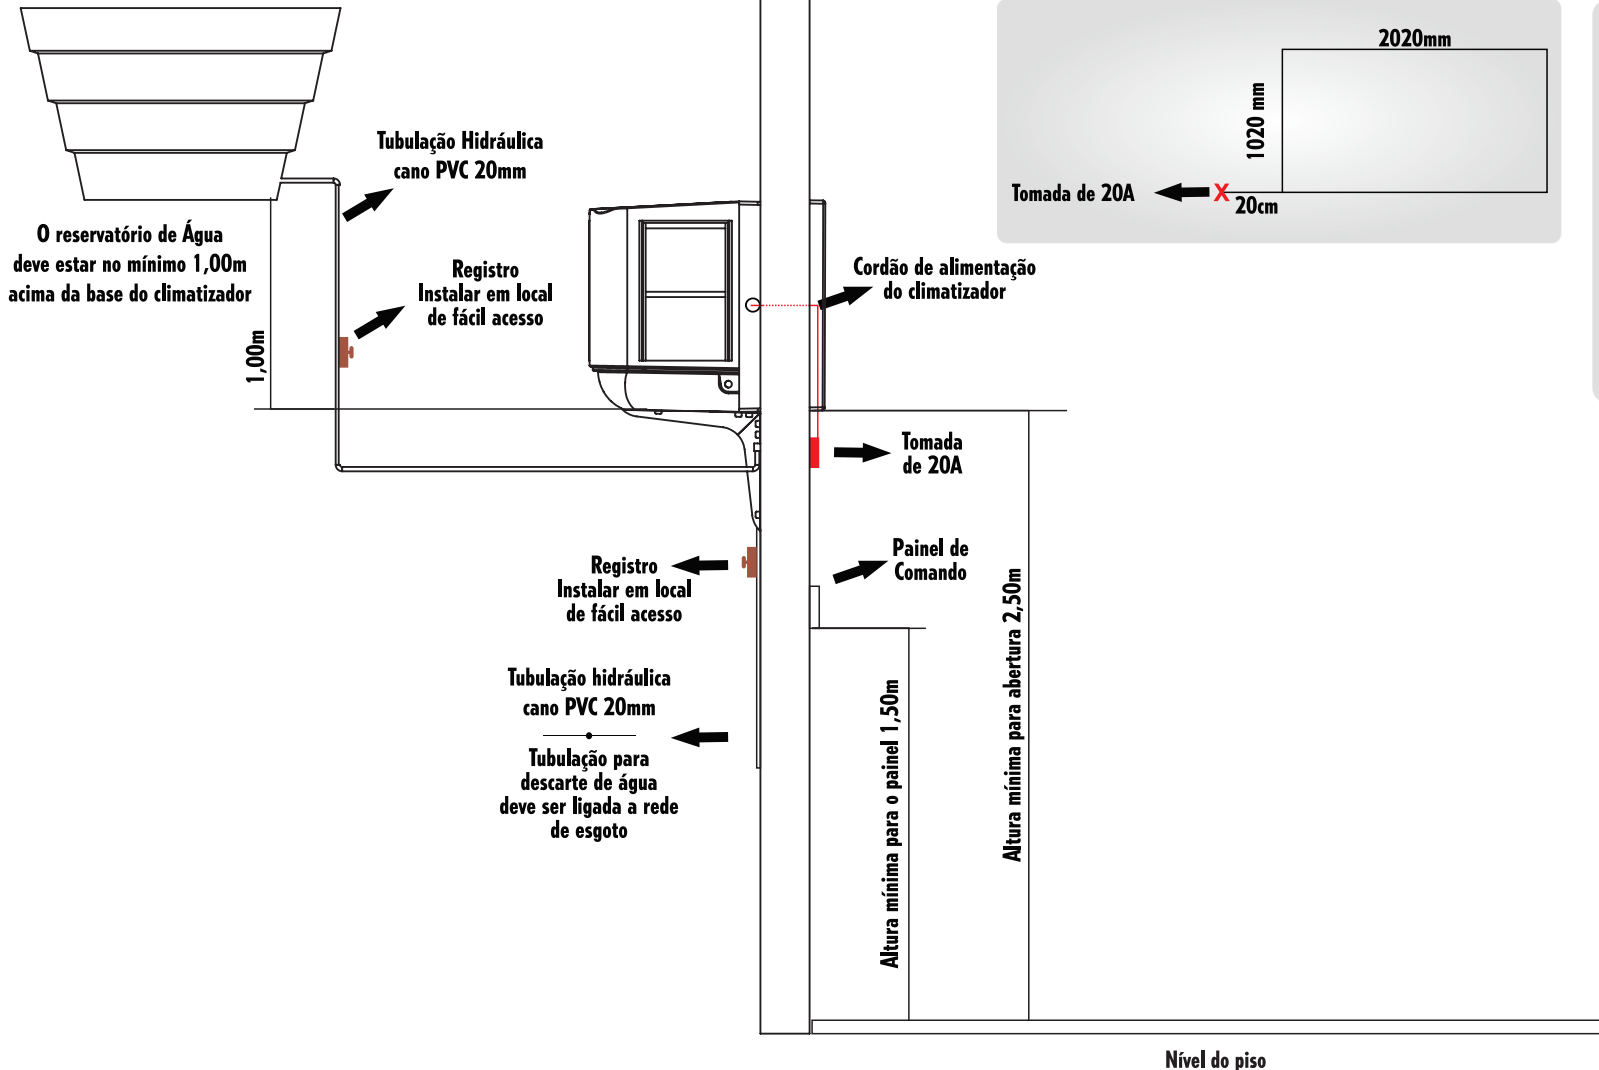 2020mm
1020 mm
Tomada de 20A
X
20cm
Tubulação Hidráulica
cano PVC 20mm
O reservatório de Água
deve estar no mínimo 1,00m
acima da base do climatizador
Registro
Instalar em local
de fácil acesso
1,00m
Cordão de alimentação
do climatizador
Tomada
de 20A
Registro
Instalar em local
de fácil acesso
Painel de
Comando
Tubulação hidráulica
cano PVC 20mm
Tubulação para
descarte de água
deve ser ligada a rede
de esgoto
Altura mínima para o painel 1,50m
Altura mínima para abertura 2,50m
Nível do piso